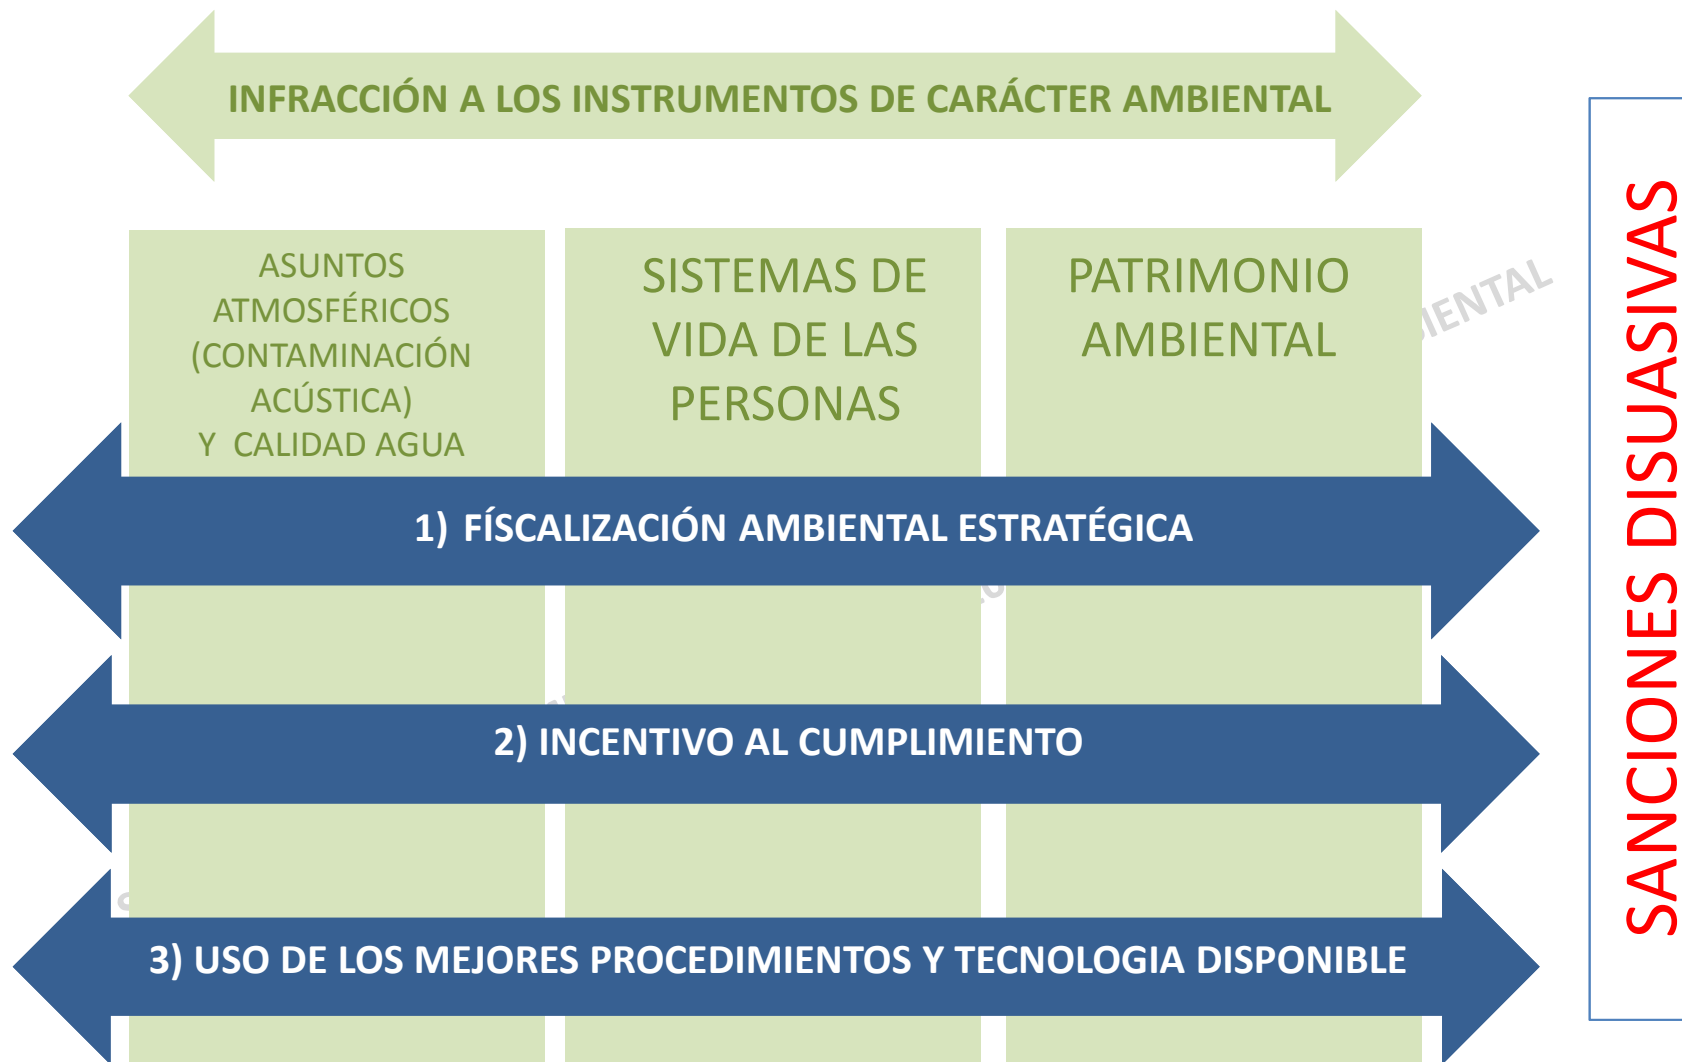 INFRACCIÓN A LOS INSTRUMENTOS DE CARÁCTER AMBIENTAL
ASUNTOS
ATMOSFÉRICOS
(CONTAMINACIÓN
ACÚSTICA)
Y CALIDAD AGUA
SISTEMAS DE
VIDA DE LAS
PERSONAS
PATRIMONIO
AMBIENTAL
1) FÍSCALIZACIÓN AMBIENTAL ESTRATÉGICA
2) INCENTIVO AL CUMPLIMIENTO
3) USO DE LOS MEJORES PROCEDIMIENTOS Y TECNOLOGIA DISPONIBLE
SANCIONES DISUASIVAS